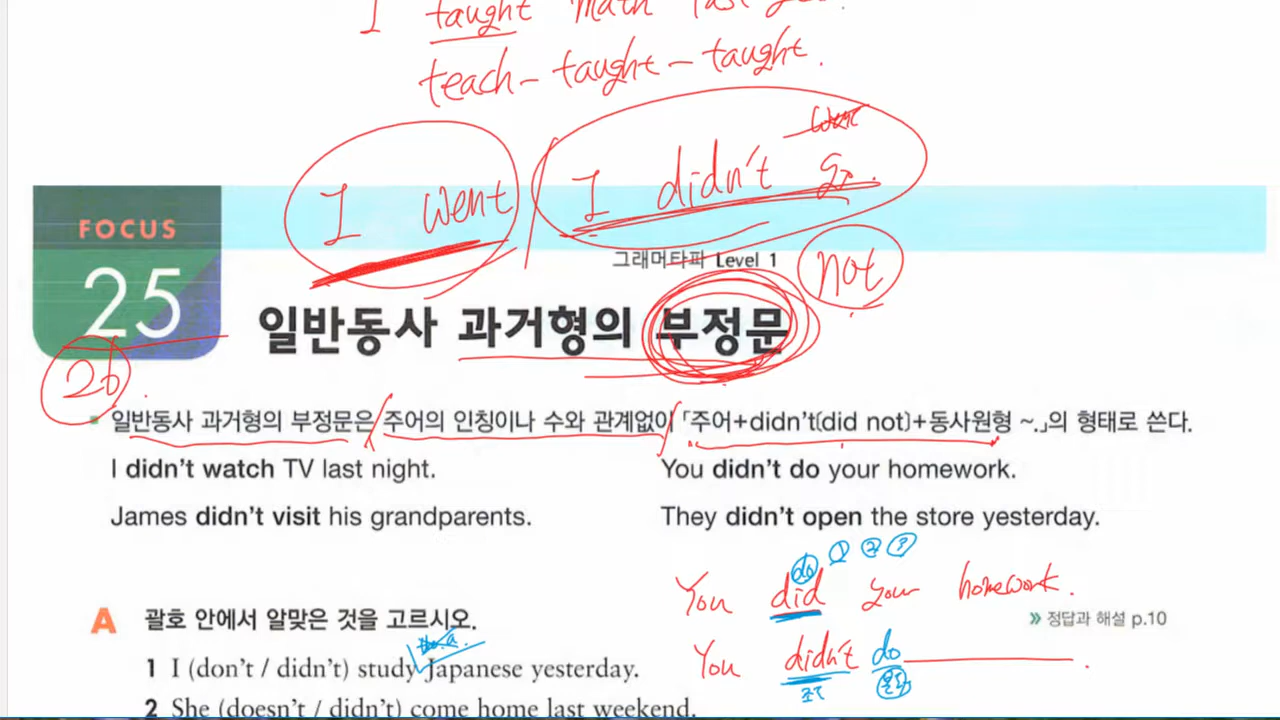 I taught math last
teach - taught - taught.
went
I went / I didn't go.
FOCUS
25
그래머타파 Level 1
not
일반동사 과거형의 부정문
26
일반동사 과거형의 부정문은 주어의 인칭이나 수와 관계없이 「주어+didn't(did not)+동사원형 ~.」의 형태로 쓴다.
I didn't watch TV last night.
You didn't do your homework.
James didn't visit his grandparents.
They didn't open the store yesterday.
do 1 2 3
You did your homework.
A 괄호 안에서 알맞은 것을 고르시오.
» 정답과 해설 p.10
You didn't do
1 I (don't / didn't) study Japanese yesterday.
2 She (doesn't / didn't) come home last weekend.